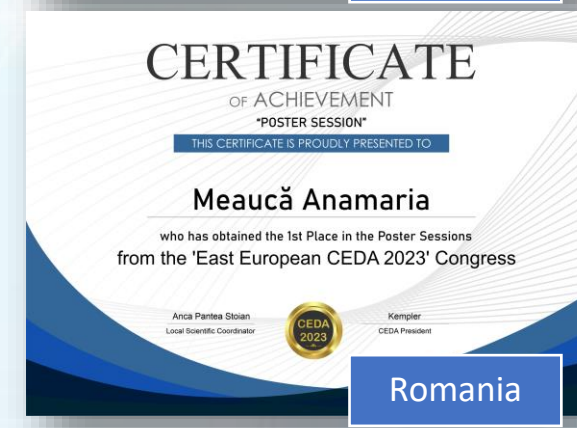 CERTIFICATE
OF ACHIEVEMENT
"POSTER SESSION"
THIS CERTIFICATE IS PROUDLY PRESENTED TO
Meaucă Anamaria
who has obtained the 1st Place in the Poster Sessions
from the 'East European CEDA 2023' Congress
Anca Pantea Stoian
Local Scientific Coordinator
CEDA
2023
Kempler
CEDA President
Romania